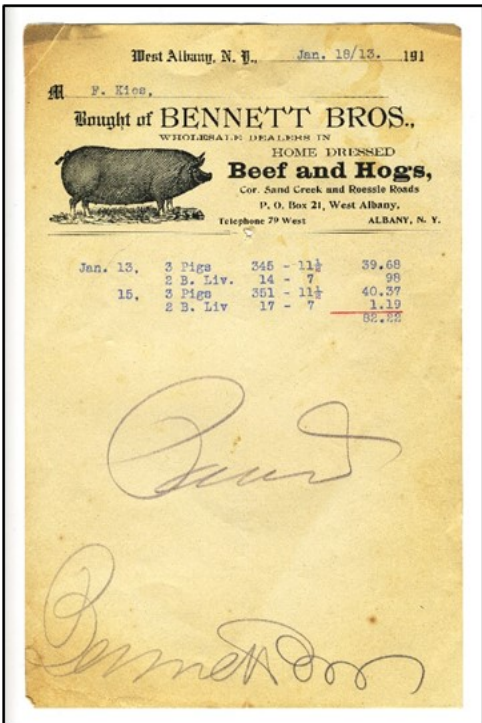 West Albany, N. Y., Jan. 18/13. 191
M F. Kios,
Bought of BENNETT BROS.,
WHOLESALE DEALERS IN
HOME DRESSED
Beef and Hogs,
Cor. Sand Creek and Roessle Roads
P. O. Box 21, West Albany,
Telephone 79 West ALBANY, N. Y.
Jan. 13, 3 Pigs 345 - 11½ 39.68
2 B. Liv. 14 - 7 98
15, 3 Pigs 351 - 11½ 40.37
2 B. Liv 17 - 7 1.19
82.22
Bennett Bros